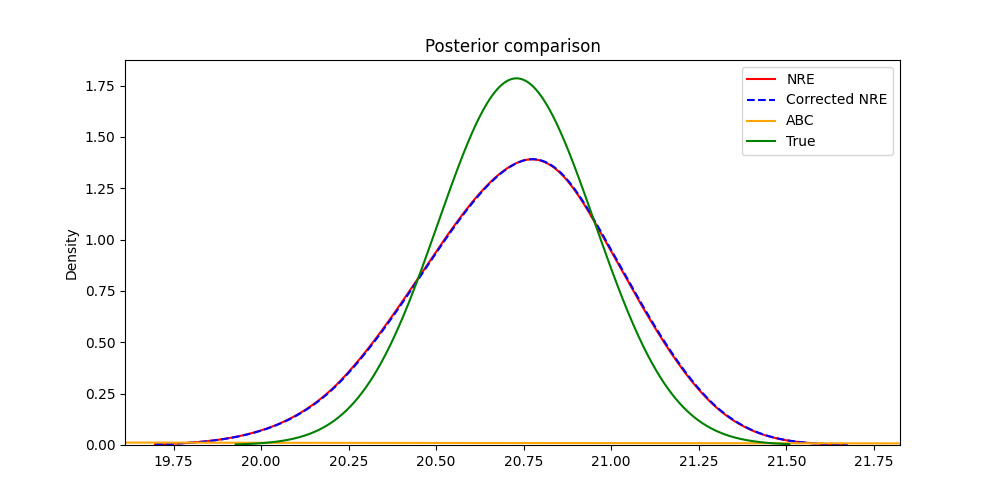 Posterior comparison
NRE
Corrected NRE
ABC
True
Density
1.75
1.50
1.25
1.00
0.75
0.50
0.25
0.00
19.75 20.00 20.25 20.50 20.75 21.00 21.25 21.50 21.75